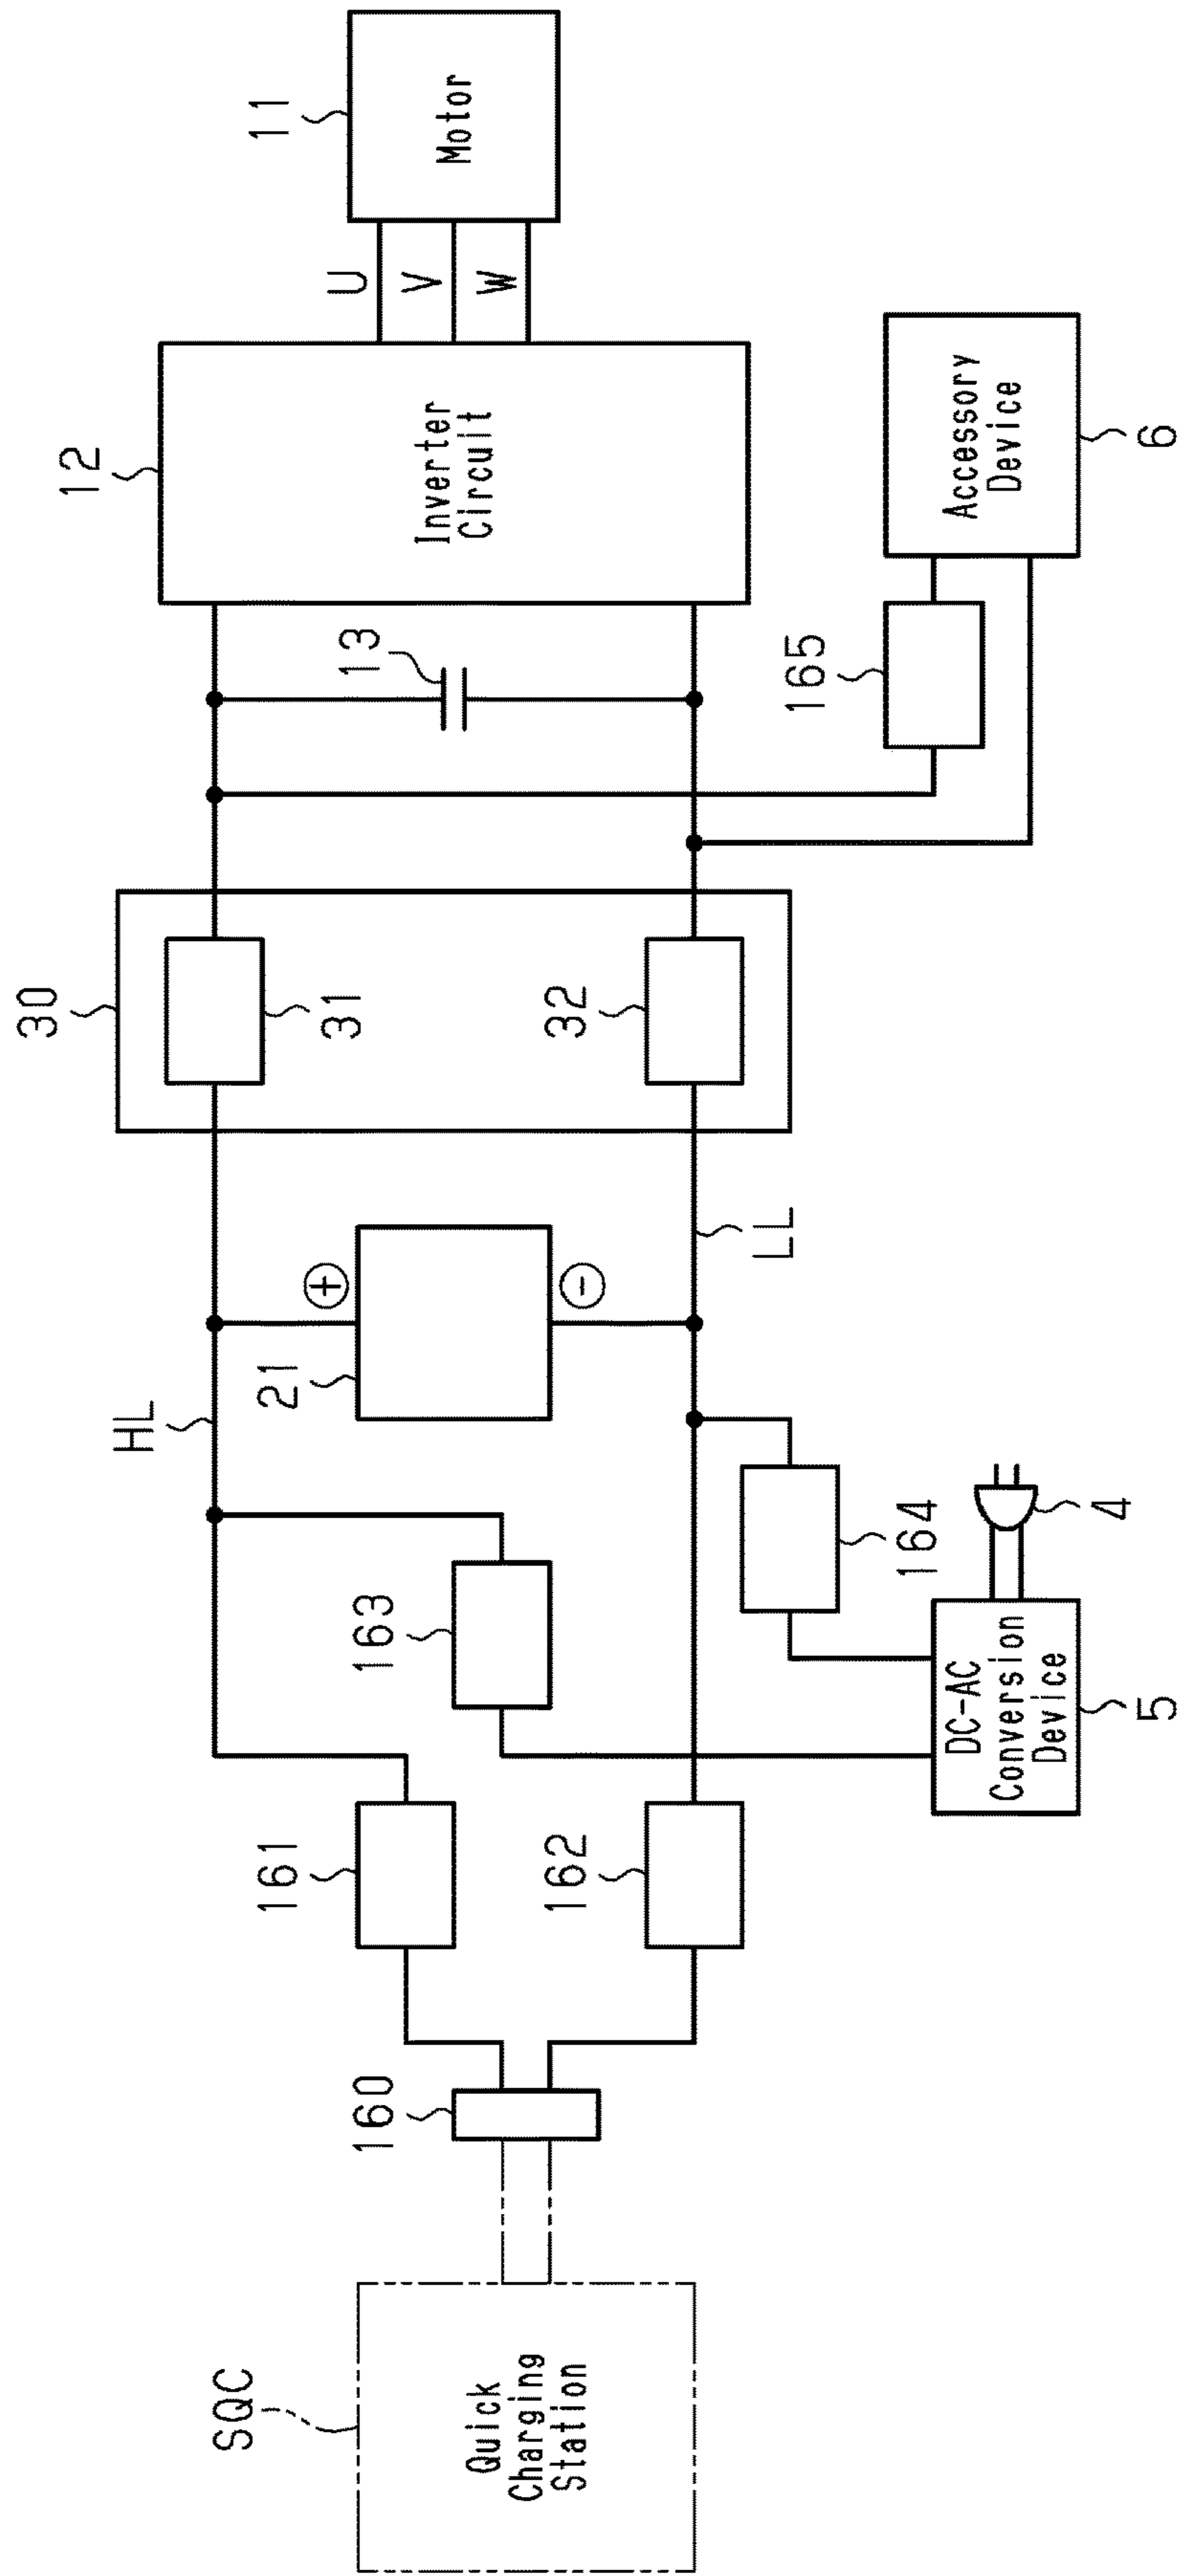 SQC
Quick
Charging
Station
160
161
162
163
164
DC-AC
Conversion
Device
5
4
HL
21
+
-
LL
30
31
32
13
165
12
Inverter
Circuit
Accessory
Device
6
U
V
W
11
Motor